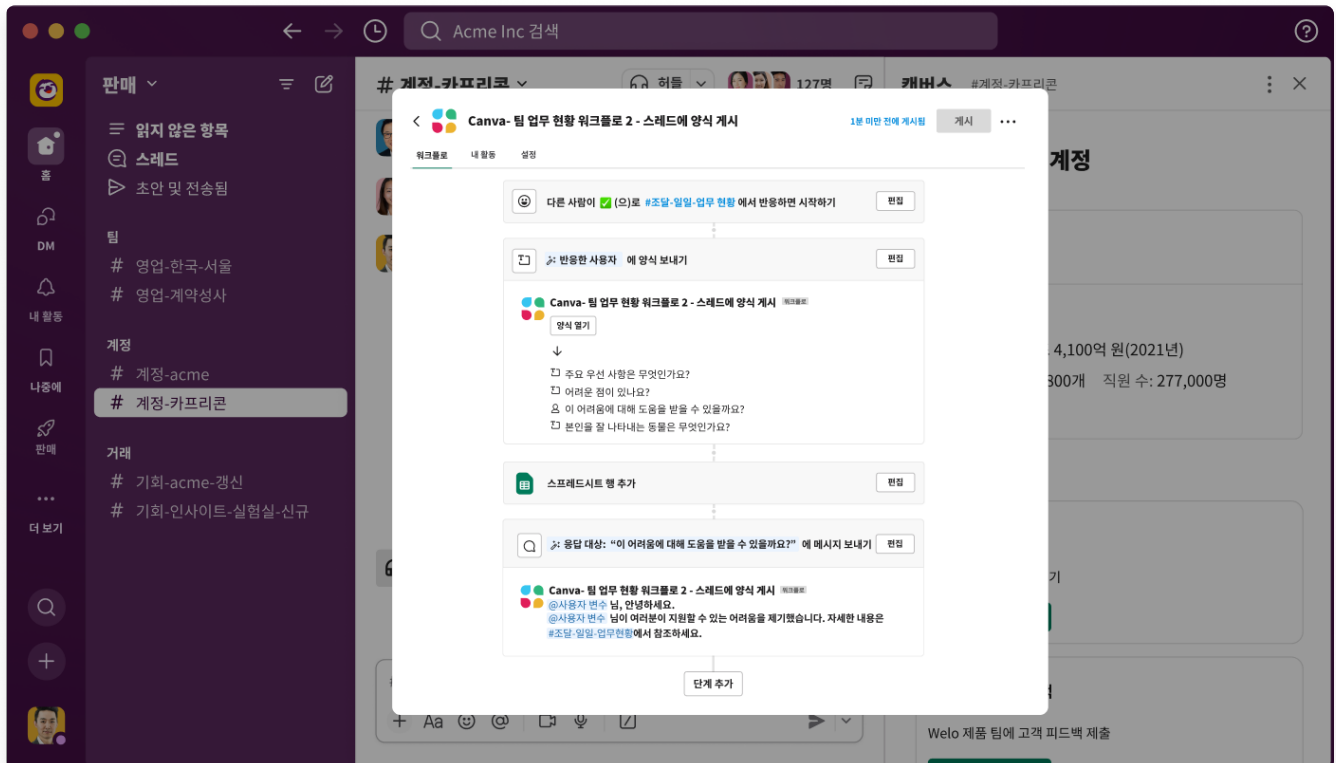 Acme Inc 검색
판매
읽지 않은 항목
스레드
초안 및 전송됨
팀
# 영업-한국-서울
# 영업-계약성사
계정
# 계정-acme
# 계정-카프리콘
거래
# 기회-acme-갱신
# 기회-인사이트-실험실-신규
홈
DM
내 활동
나중에
판매
더 보기
# 계정-카프리콘
허들
127명
캔버스 #계정-카프리콘
Canva- 팀 업무 현황 워크플로 2 - 스레드에 양식 게시
1분 미만 전에 게시됨
게시
워크플로 내 활동 설정
다른 사람이 ✅ (으)로 #조달-일일-업무 현황 에서 반응하면 시작하기
편집
반응한 사용자 에 양식 보내기
편집
Canva- 팀 업무 현황 워크플로 2 - 스레드에 양식 게시 워크플로
양식 열기
주요 우선 사항은 무엇인가요?
어려운 점이 있나요?
이 어려움에 대해 도움을 받을 수 있을까요?
본인을 잘 나타내는 동물은 무엇인가요?
스프레드시트 행 추가
편집
응답 대상: “이 어려움에 대해 도움을 받을 수 있을까요?” 에 메시지 보내기
편집
Canva- 팀 업무 현황 워크플로 2 - 스레드에 양식 게시 워크플로
@사용자 변수 님, 안녕하세요.
@사용자 변수 님이 여러분이 지원할 수 있는 어려움을 제기했습니다. 자세한 내용은
#조달-일일-업무현황에서 참조하세요.
단계 추가
Aa
계정
4,100억 원(2021년)
300개 직원 수: 277,000명
기
Welo 제품 팀에 고객 피드백 제출